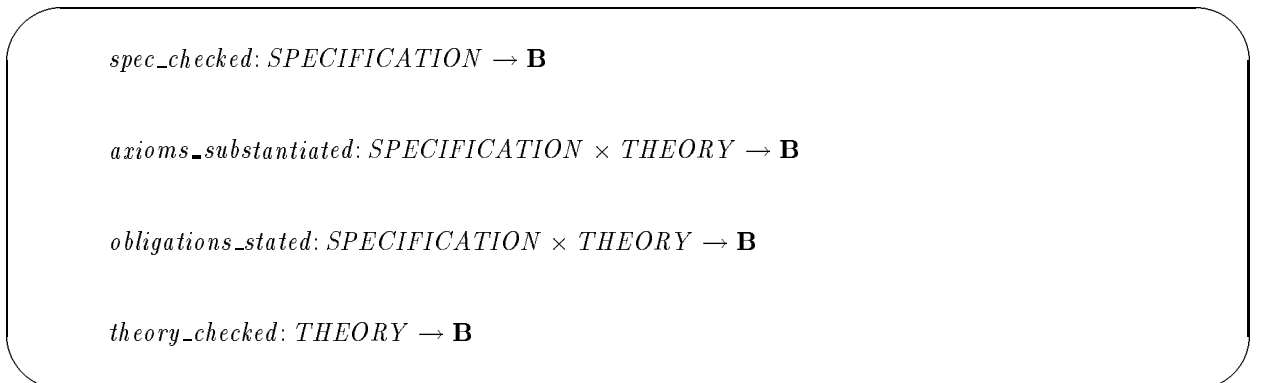 spec_checked: SPECIFICATION → B
axioms_substantiated: SPECIFICATION × THEORY → B
obligations_stated: SPECIFICATION × THEORY → B
theory_checked: THEORY → B